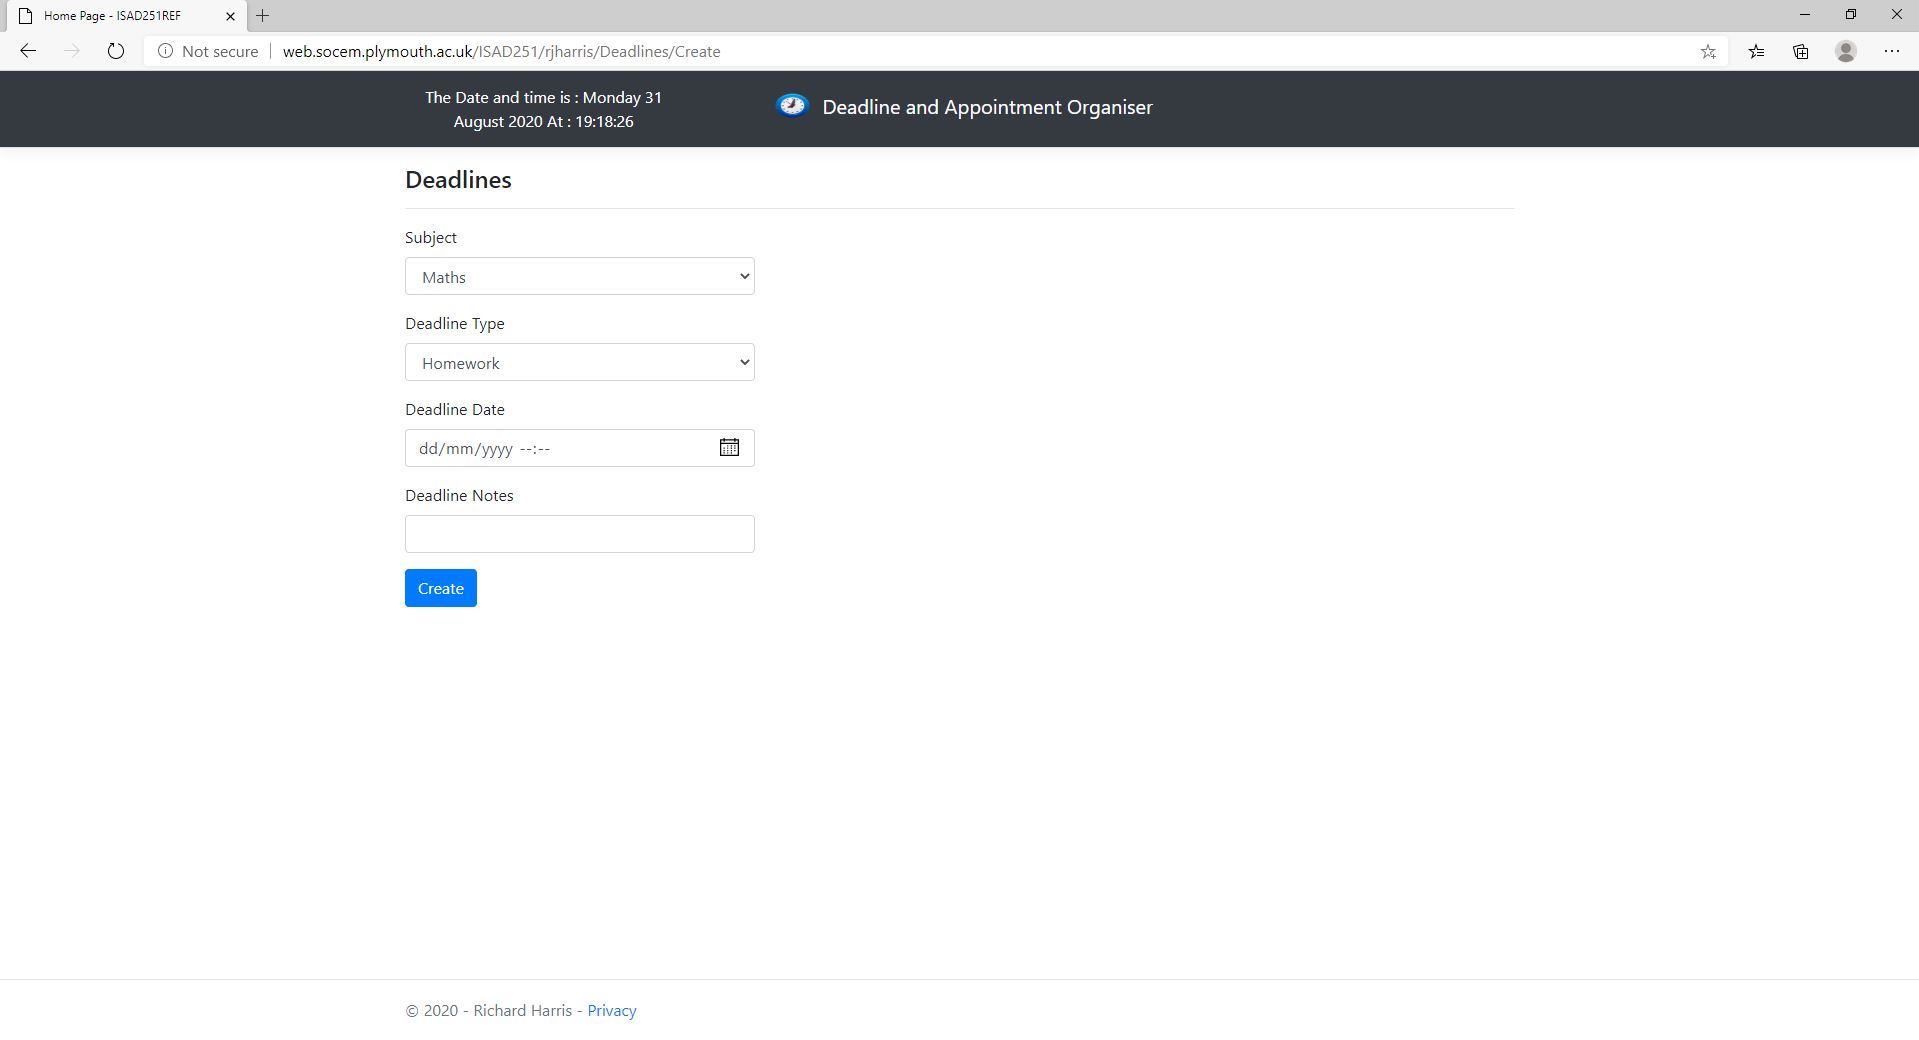 Home Page - ISAD251REF
Not secure
web.socem.plymouth.ac.uk/ISAD251/rjharris/Deadlines/Create
The Date and time is : Monday 31
August 2020 At : 19:18:26
Deadline and Appointment Organiser
Deadlines
Subject
Maths
Deadline Type
Homework
Deadline Date
dd/mm/yyyy --:--
Deadline Notes
Create
© 2020 - Richard Harris - Privacy